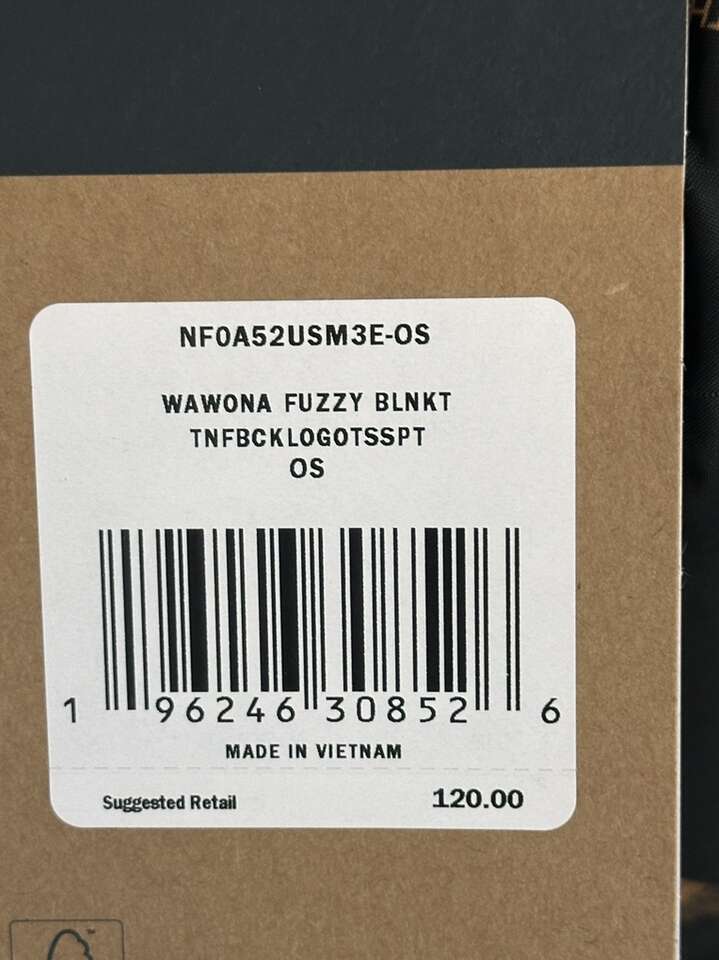 NF0A52USM3E-OS
WAWONA FUZZY BLNKT
TNFBCKLOGOTSSPT
OS
1 96246 30852 6
MADE IN VIETNAM
Suggested Retail 120.00